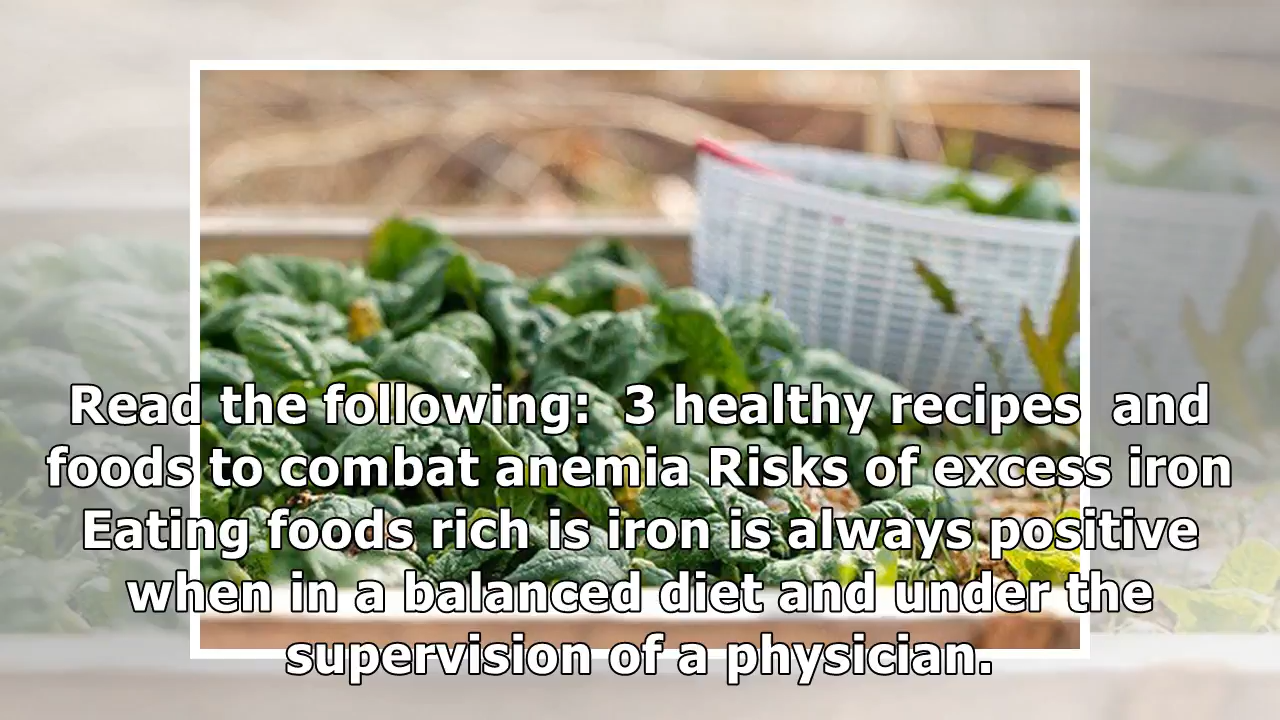 Read the following:  3 healthy recipes  and
foods to combat anemia Risks of excess iron
Eating foods rich is iron is always positive
when in a balanced diet and under the
supervision of a physician.